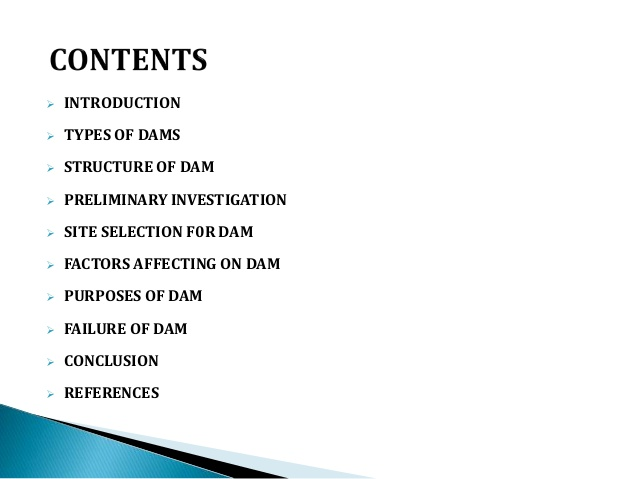 CONTENTS
INTRODUCTION
TYPES OF DAMS
STRUCTURE OF DAM
PRELIMINARY INVESTIGATION
SITE SELECTION F0R DAM
FACTORS AFFECTING ON DAM
PURPOSES OF DAM
FAILURE OF DAM
CONCLUSION
REFERENCES